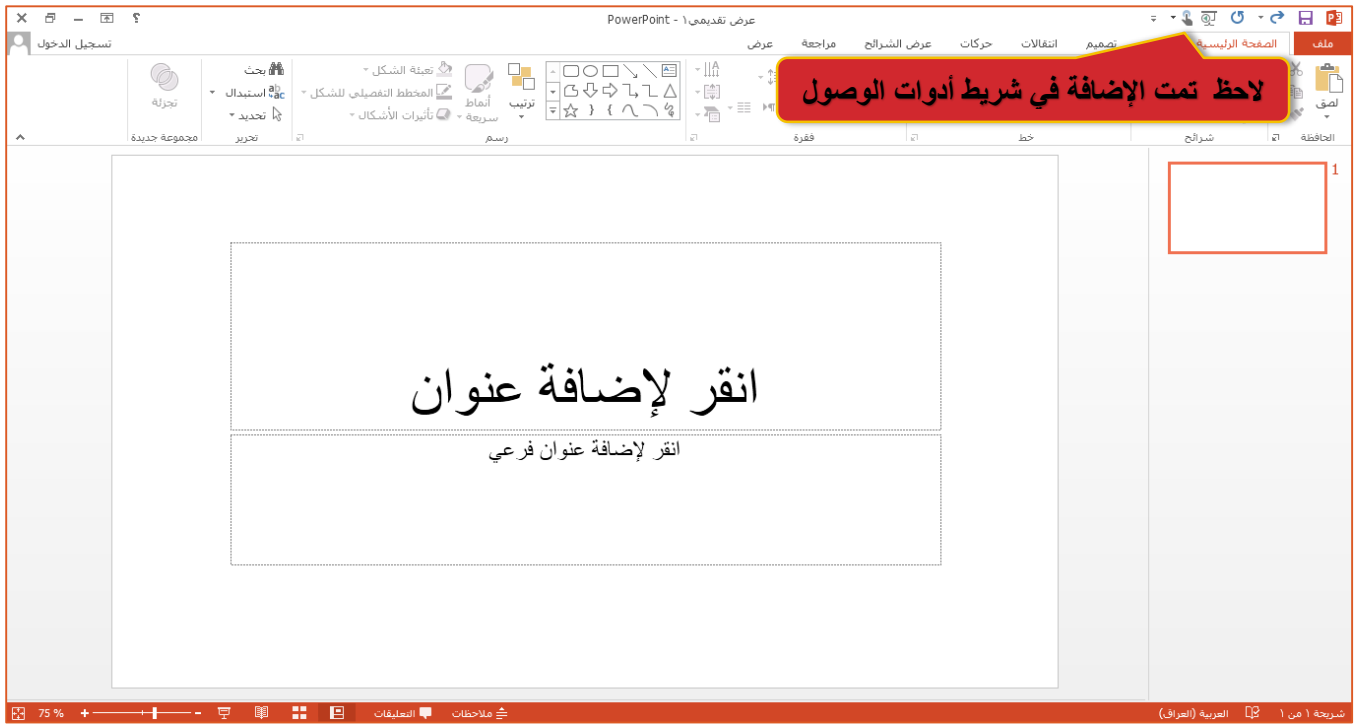 عرض تقديمي١ - PowerPoint
؟
ملف
الصفحة الرئيسية
تصميم
انتقالات
حركات
عرض الشرائح
مراجعة
عرض
تسجيل الدخول
لاحظ تمت الإضافة في شريط أدوات الوصول
لصق
ترتيب
أنماط
سريعة
تعبئة الشكل
المخطط التفصيلي للشكل
تأثيرات الأشكال
بحث
استبدال
تحديد
تجزئة
الحافظة
شرائح
خط
فقرة
رسم
تحرير
مجموعة جديدة
1
انقر لإضافة عنوان
انقر لإضافة عنوان فرعي
شريحة ١ من ١
العربية (العراق)
ملاحظات
التعليقات
75 %